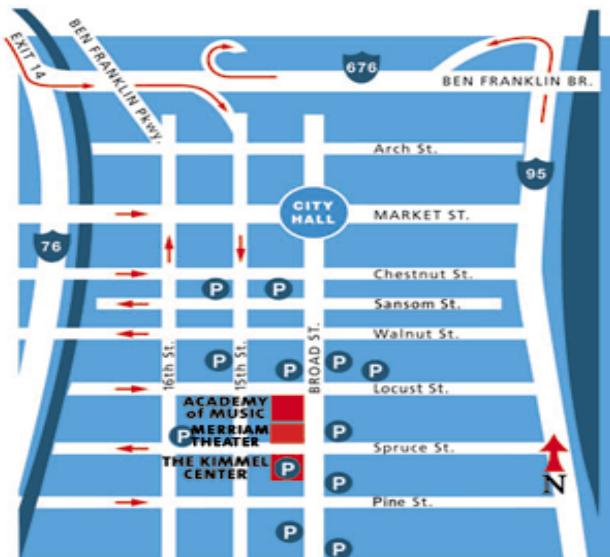 EXIT 14
BEN FRANKLIN Pkwy.
676
BEN FRANKLIN BR.
Arch St.
95
CITY
HALL
MARKET ST.
76
Chestnut St.
P
P
Sansom St.
Walnut St.
16th St.
15th St.
BROAD ST.
P
P
P
P
Locust St.
ACADEMY
of MUSIC
P
MERRIAM
THEATER
P
Spruce St.
THE KIMMEL
CENTER
P
P
N
Pine St.
P
P